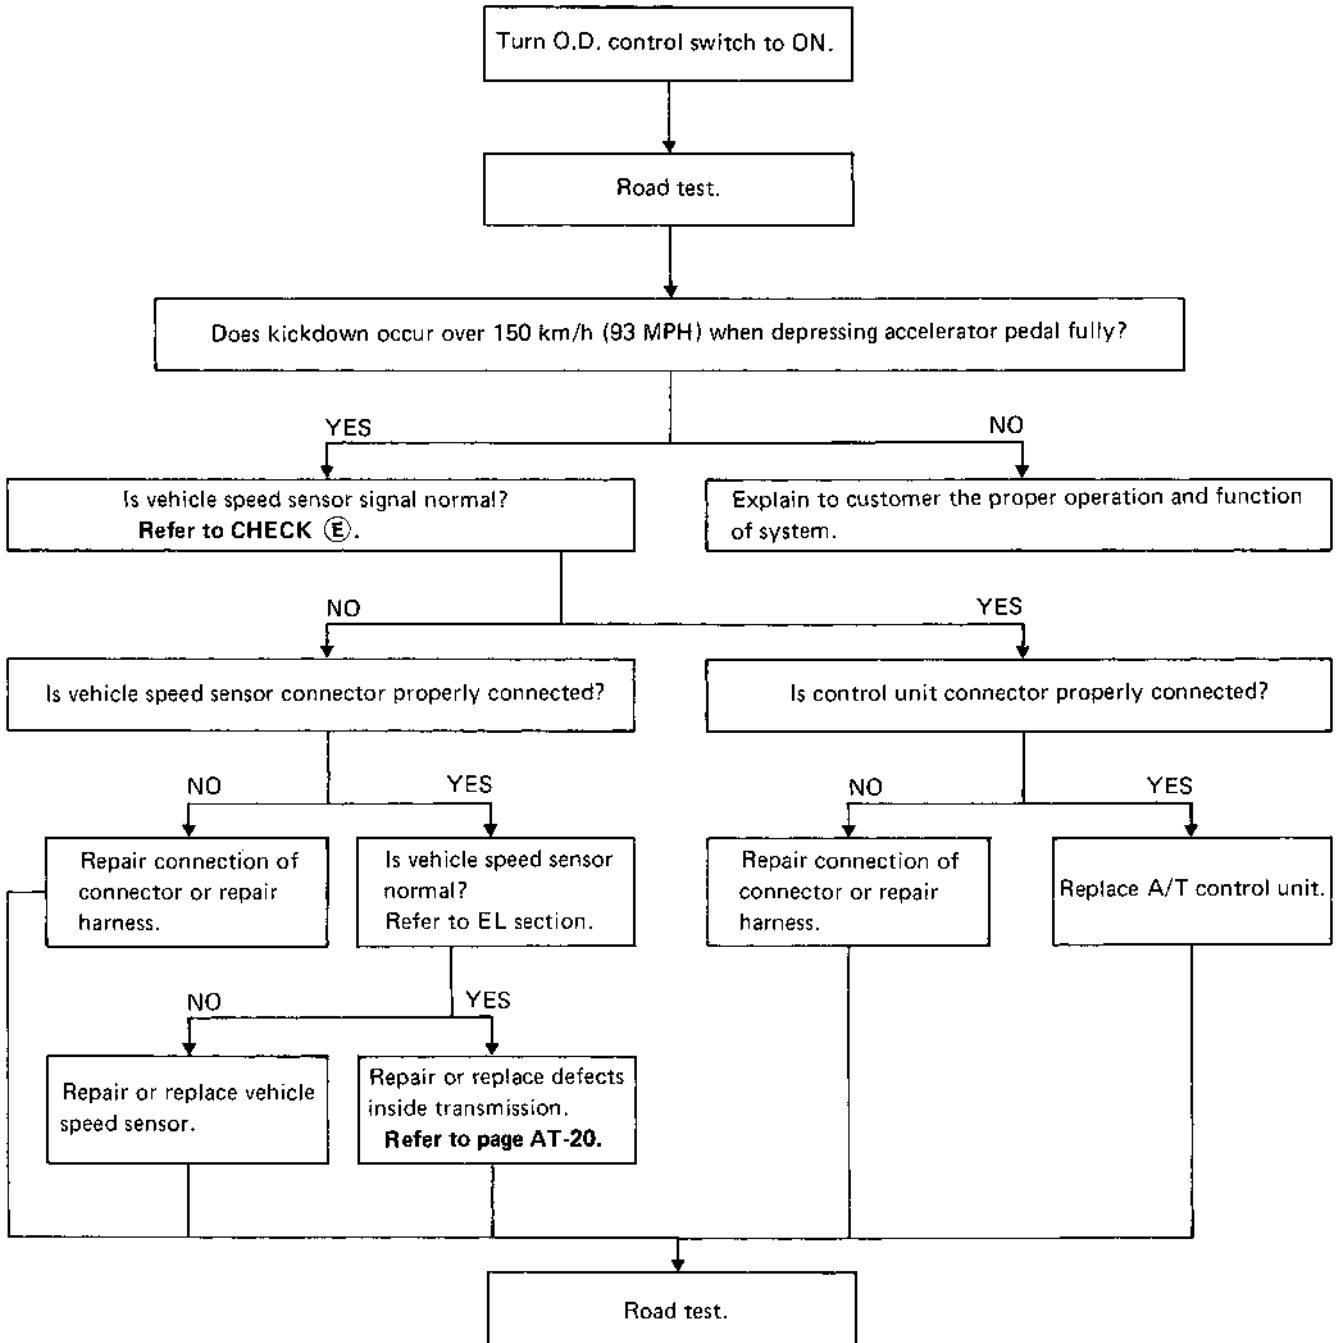 Turn O.D. control switch to ON.
Road test.
Does kickdown occur over 150 km/h (93 MPH) when depressing accelerator pedal fully?
YES
NO
Is vehicle speed sensor signal normal?
Refer to CHECK Ⓔ.
Explain to customer the proper operation and function
of system.
NO
YES
Is vehicle speed sensor connector properly connected?
Is control unit connector properly connected?
NO
YES
NO
YES
Repair connection of
connector or repair
harness.
Is vehicle speed sensor
normal?
Refer to EL section.
Repair connection of
connector or repair
harness.
Replace A/T control unit.
NO
YES
Repair or replace vehicle
speed sensor.
Repair or replace defects
inside transmission.
Refer to page AT-20.
Road test.